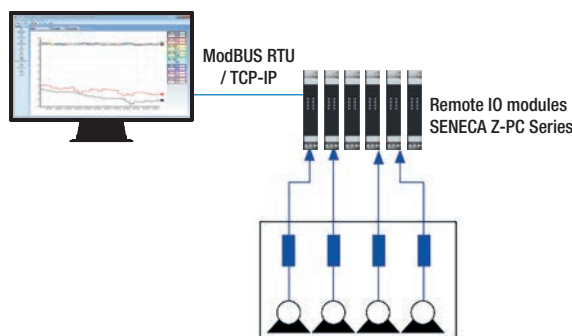 ModBUS RTU
/ TCP-IP
Remote IO modules
SENECA Z-PC Series